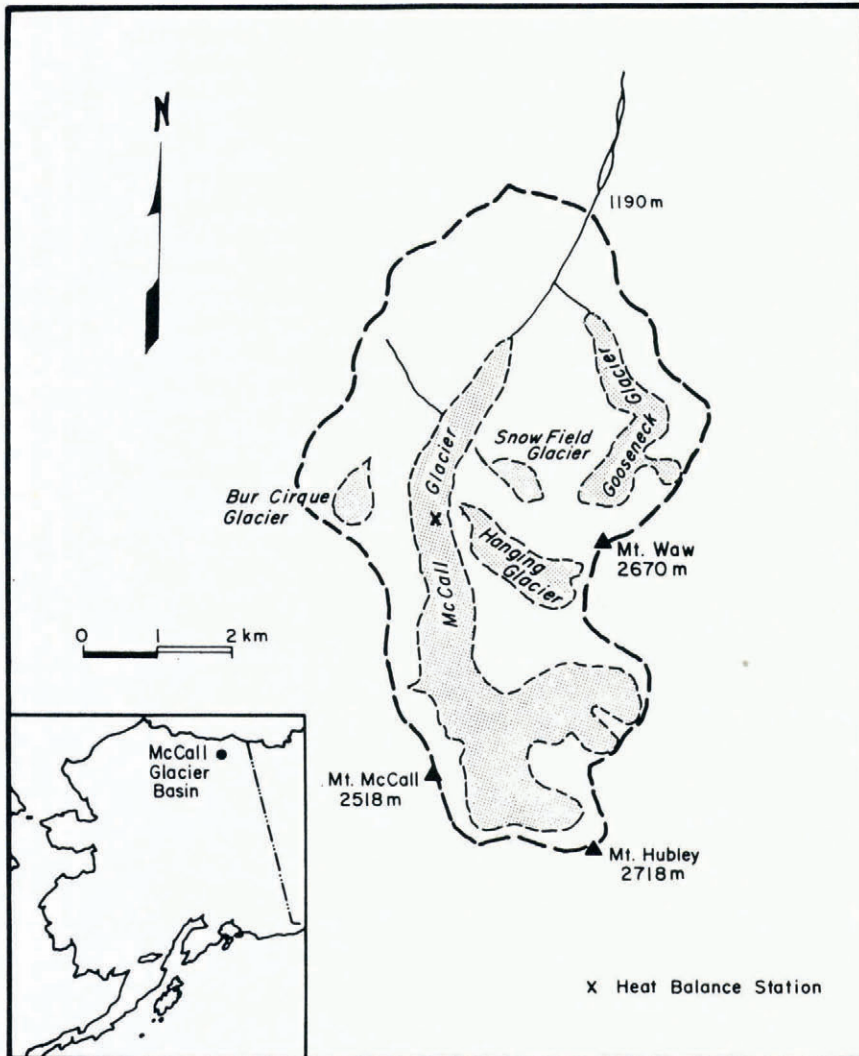 N
1190 m
Glacier
Gooseneck
Snow Field
Glacier
Glacier
Bur Cirque
Glacier
X
Hanging
Glacier
Mt. Waw
2670 m
McCall
0 1 2 km
McCall
Glacier
Basin
Mt. McCall
2518 m
Mt. Hubley
2718 m
X Heat Balance Station